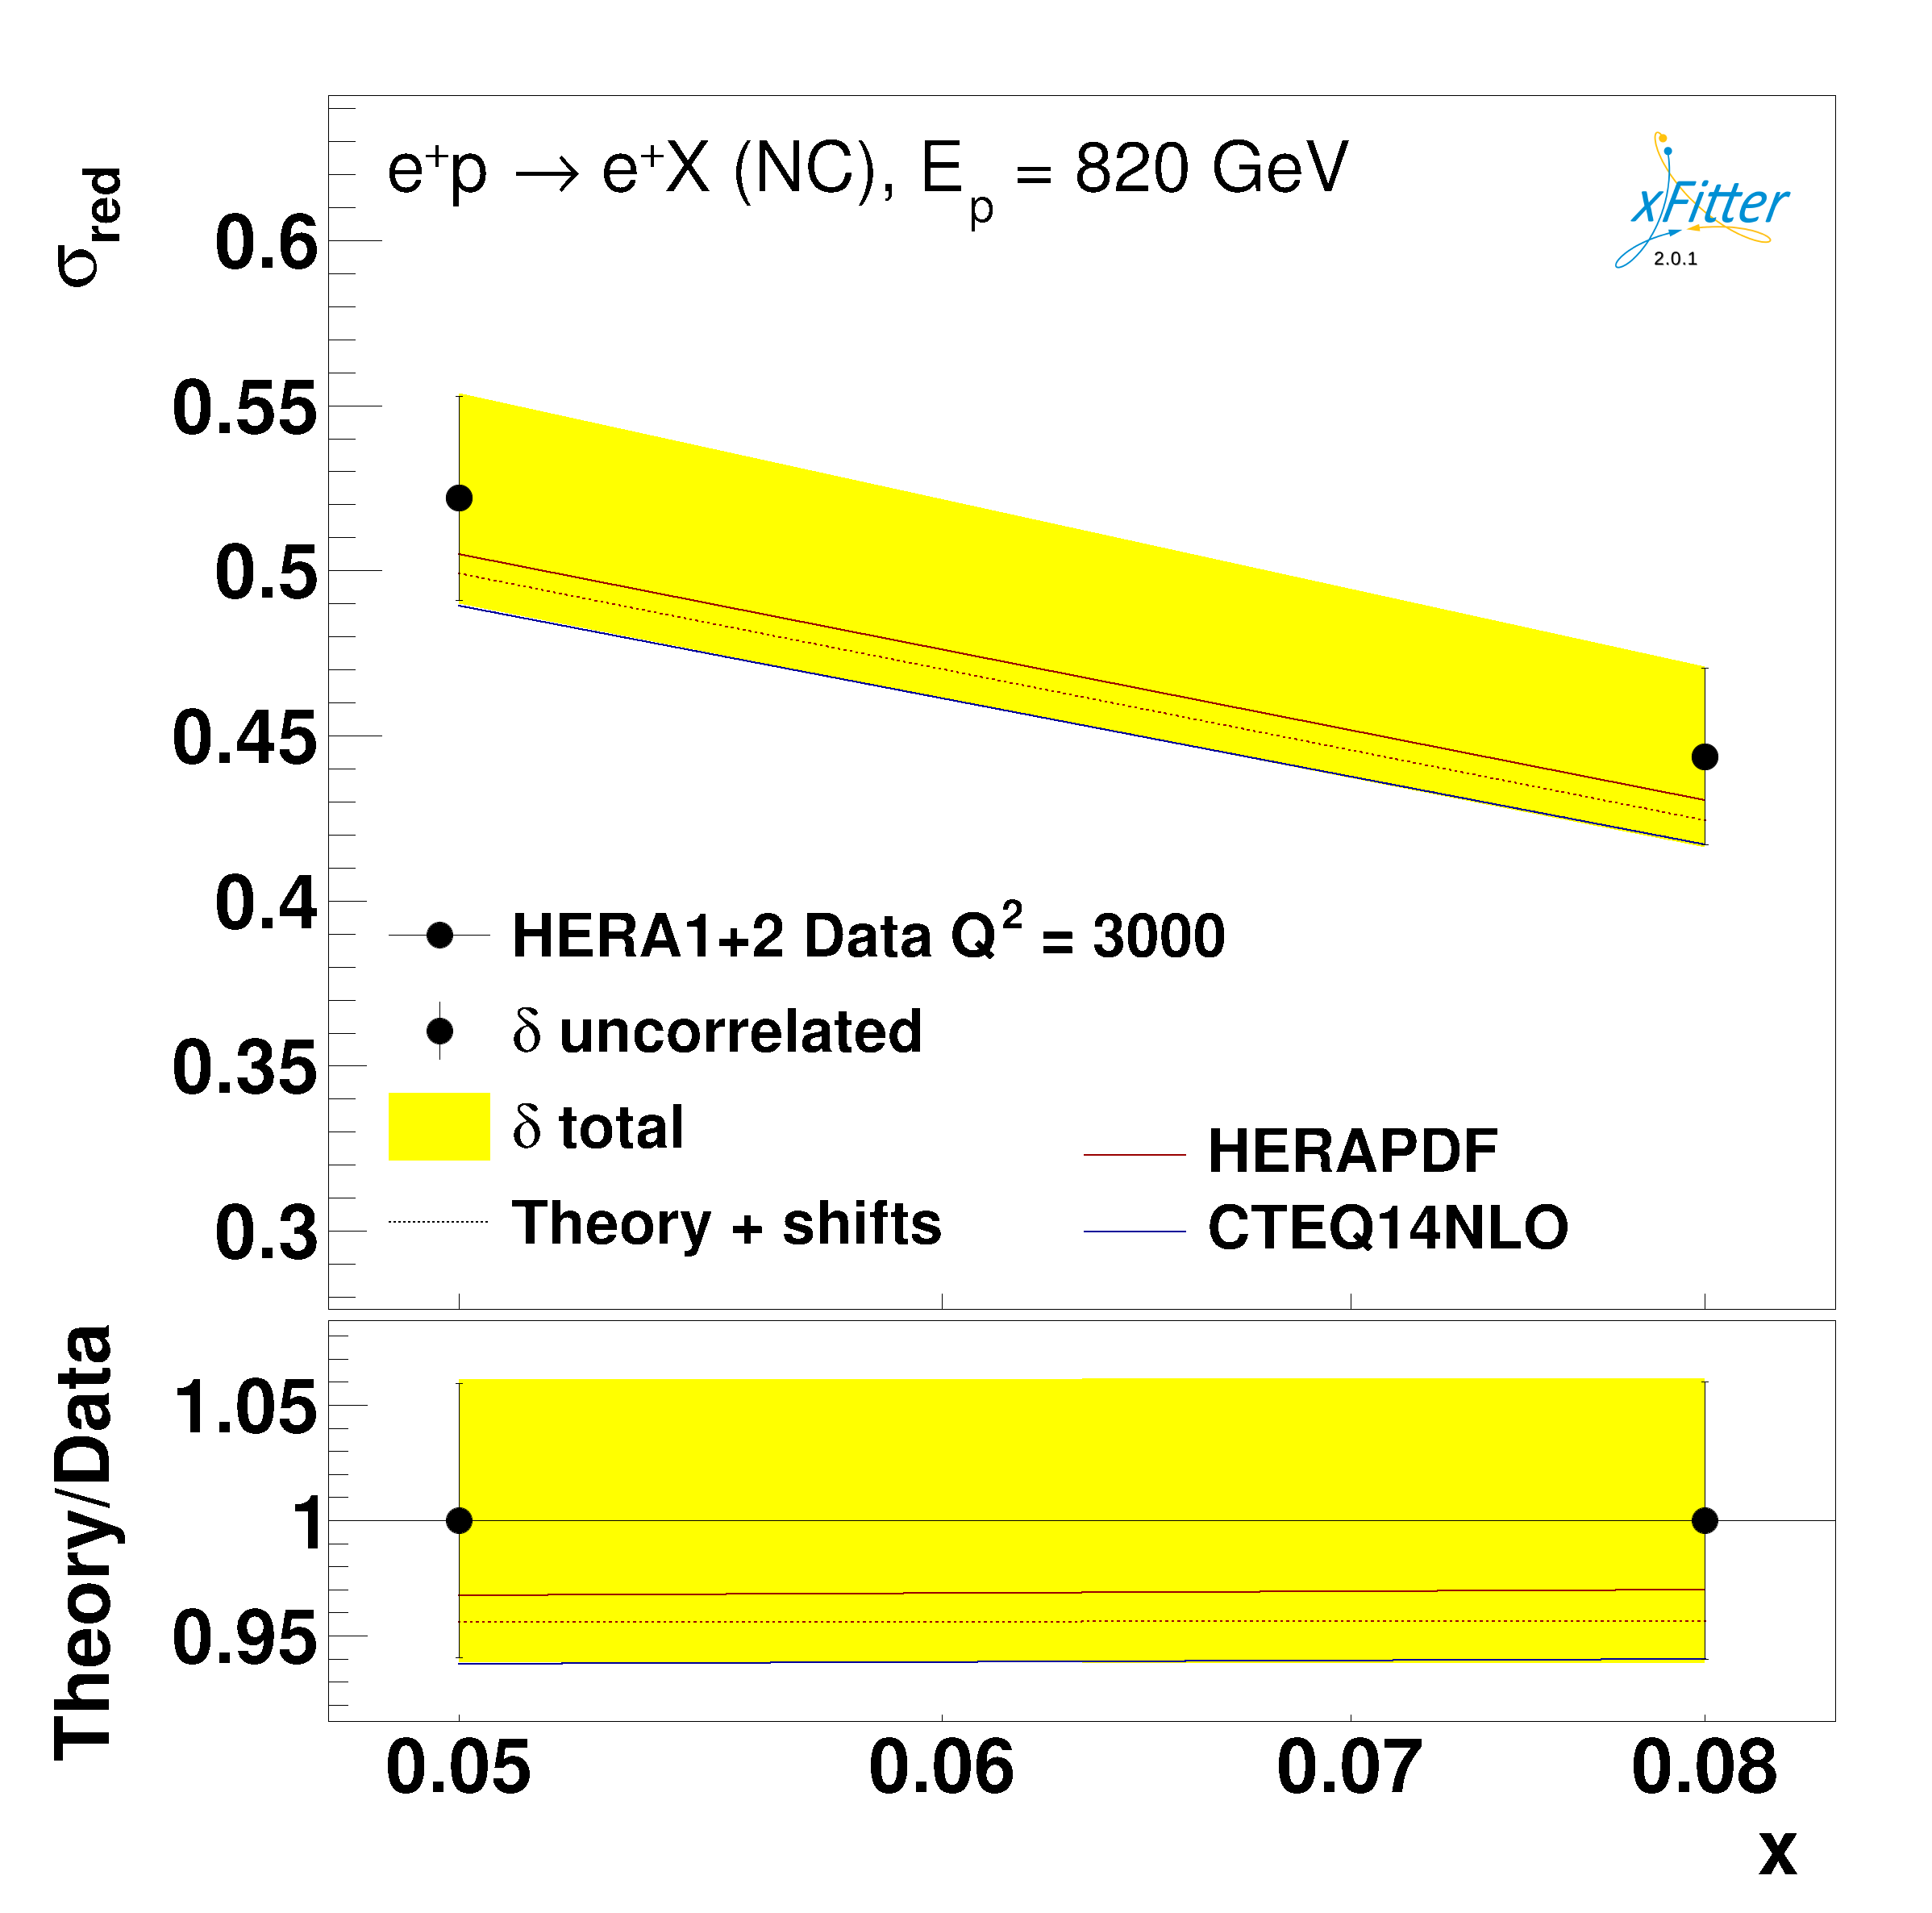 σred
e+p → e+X (NC), Ep = 820 GeV
xFitter
2.0.1
0.6
0.55
0.5
0.45
0.4
0.35
0.3
HERA1+2 Data Q2 = 3000
δ uncorrelated
δ total
Theory + shifts
HERAPDF
CTEQ14NLO
Theory/Data
1.05
1
0.95
0.05 0.06 0.07 0.08
x